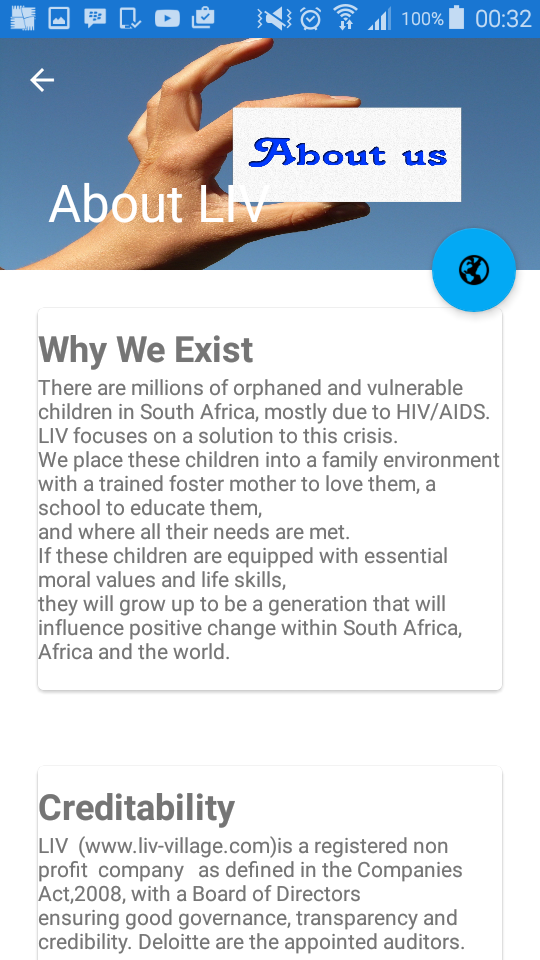 100% 00:32
About us
About LIV
Why We Exist
There are millions of orphaned and vulnerable
children in South Africa, mostly due to HIV/AIDS.
LIV focuses on a solution to this crisis.
We place these children into a family environment
with a trained foster mother to love them, a
school to educate them,
and where all their needs are met.
If these children are equipped with essential
moral values and life skills,
they will grow up to be a generation that will
influence positive change within South Africa,
Africa and the world.
Creditability
LIV  (www.liv-village.com)is a registered non
profit  company   as defined in the Companies
Act,2008, with a Board of Directors
ensuring good governance, transparency and
credibility. Deloitte are the appointed auditors.